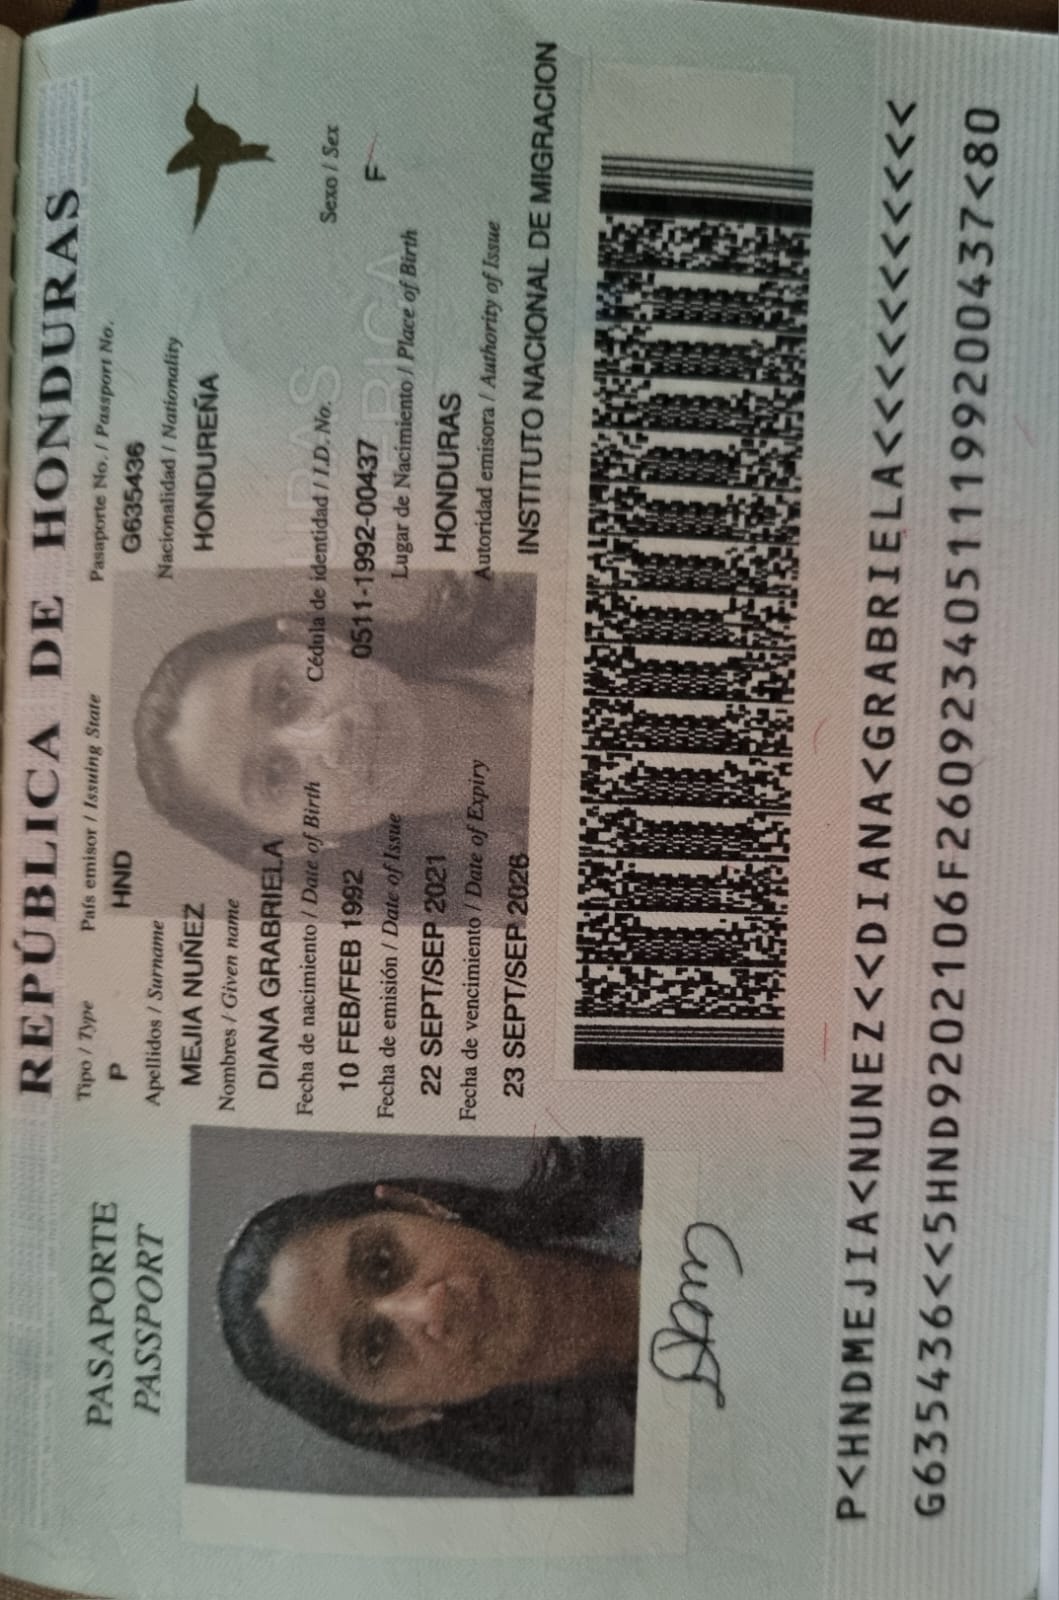 REPÚBLICA DE HONDURAS
PASAPORTE
PASSPORT
Tipo / Type
P
País emisor / Issuing State
HND
Pasaporte No. / Passport No.
G635436
Apellidos / Surname
MEJIA NUÑEZ
Nacionalidad / Nationality
HONDUREÑA
Nombres / Given name
DIANA GRABRIELA
Fecha de nacimiento / Date of Birth
10 FEB/FEB 1992
Cédula de identidad / I.D. No.
0511-1992-00437
Sexo / Sex
F
Fecha de emisión / Date of Issue
22 SEPT/SEP 2021
Lugar de Nacimiento / Place of Birth
HONDURAS
Fecha de vencimiento / Date of Expiry
23 SEPT/SEP 2026
Autoridad emisora / Authority of Issue
INSTITUTO NACIONAL DE MIGRACION
P<HNDMEJIA<NUNEZ<<DIANA<GRABRIELA<<<<<<<<<<<
G635436<<5HND9202106F2609234051119920043​7<80